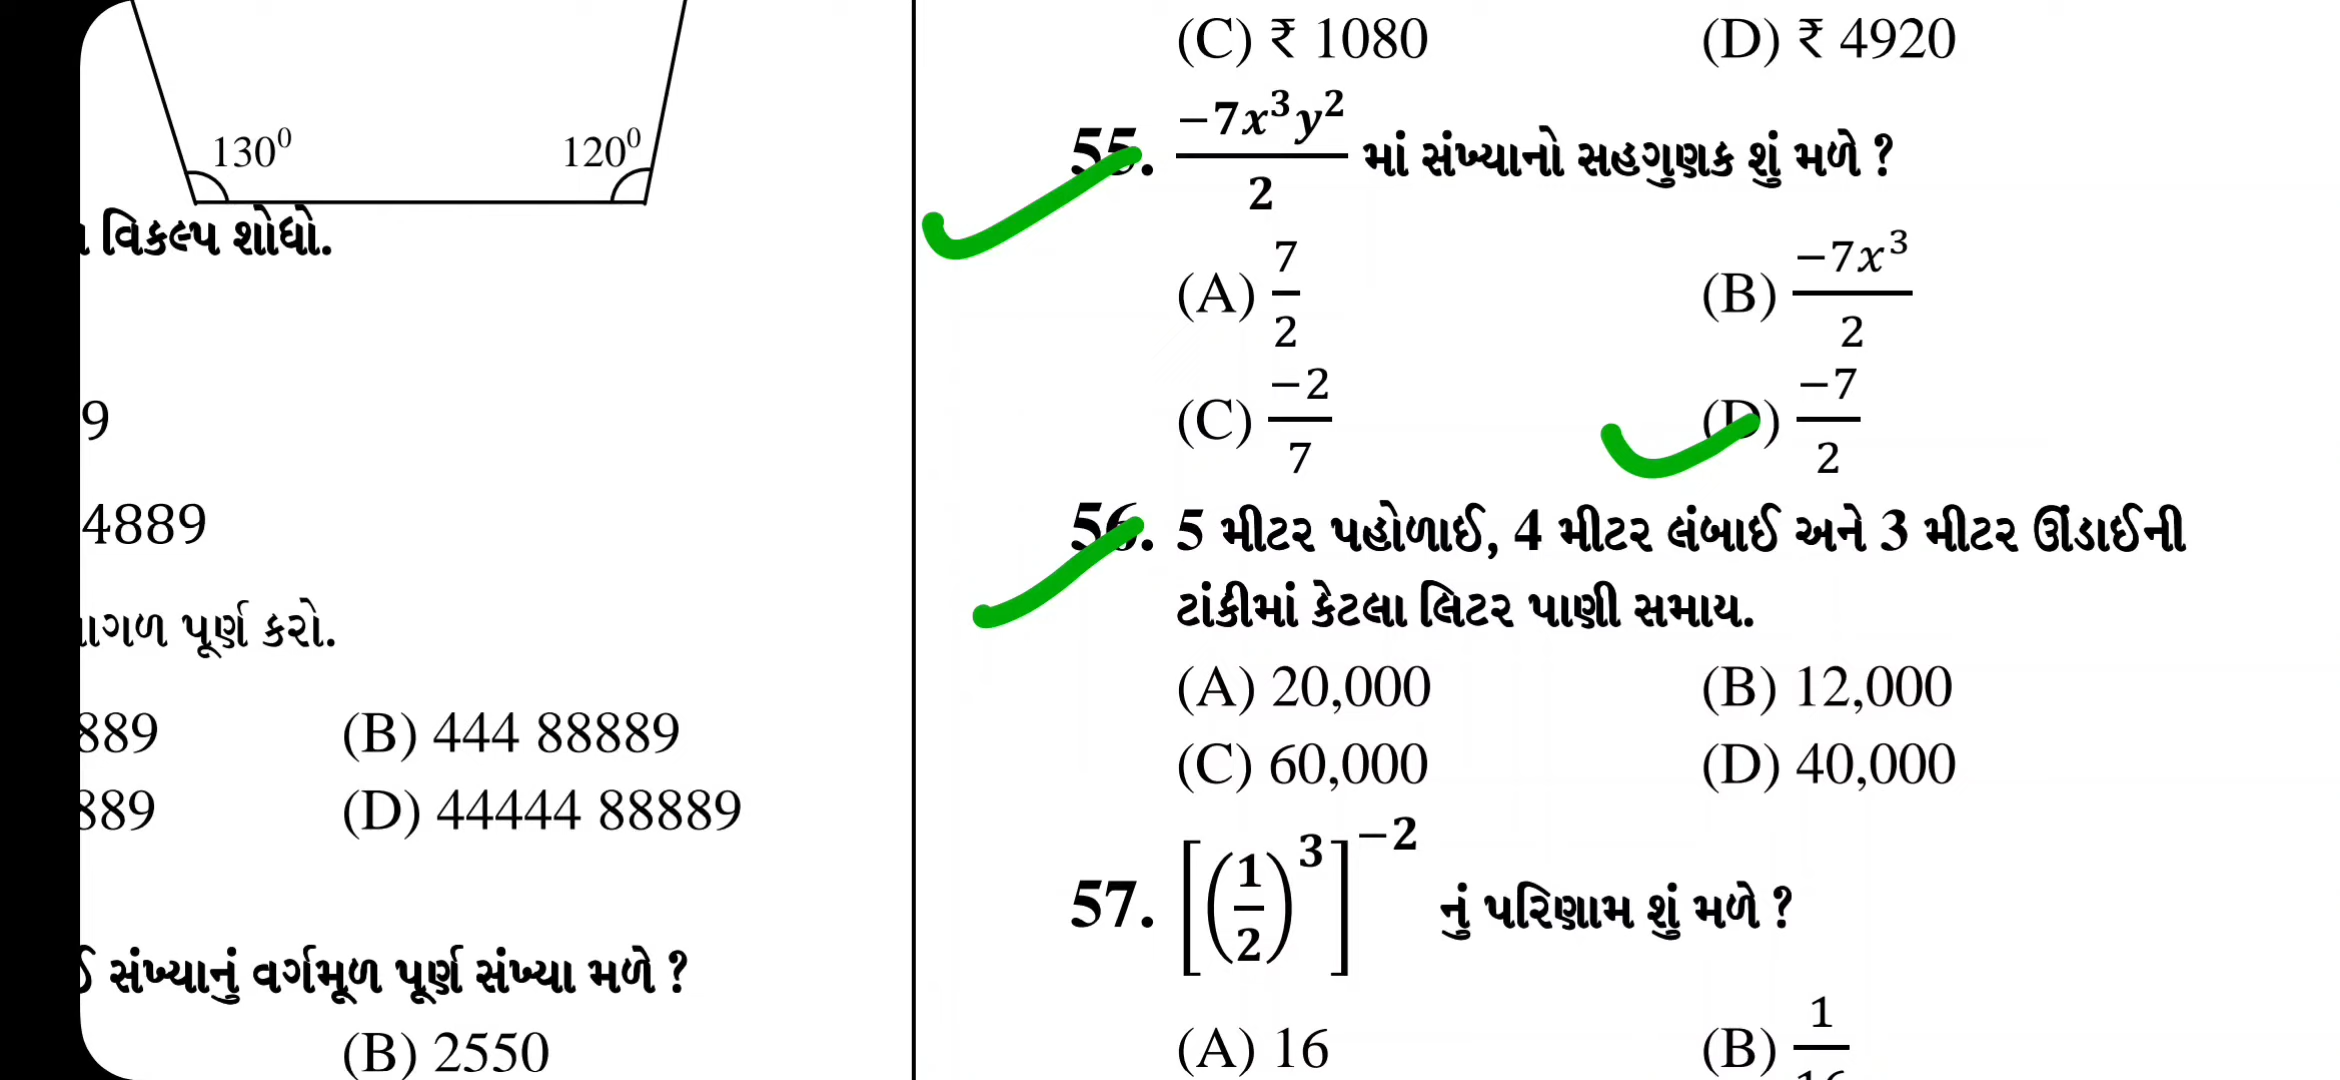 130⁰ 120⁰
વિકલ્પ શોધો.
9
4889
પૂર્ણ કરો.
889 (B) 444 88889
889 (D) 44444 88889
સંખ્યાનું વર્ગમૂળ પૂર્ણ સંખ્યા મળે ?
(B) 2550
(C) ₹ 1080 (D) ₹ 4920
55. −7x³y²/2 માં સંખ્યાનો સહગુણક શું મળે ?
(A) 7/2 (B) −7x³/2
(C) −2/7 (D) −7/2
56. 5 મીટર પહોળાઈ, 4 મીટર લંબાઈ અને 3 મીટર ઊંડાઈની
ટાંકીમાં કેટલા લિટર પાણી સમાય.
(A) 20,000 (B) 12,000
(C) 60,000 (D) 40,000
57. [(1/2)³]⁻² નું પરિણામ શું મળે ?
(A) 16 (B) 1/16